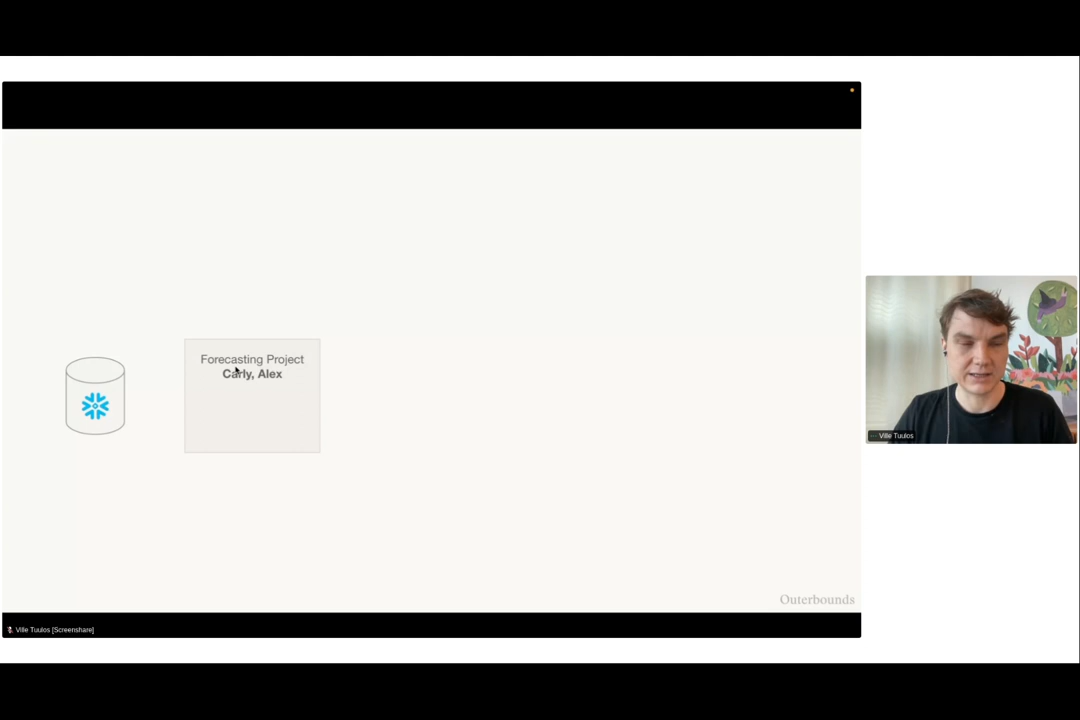 Forecasting Project
Carly, Alex
Outerbounds
Ville Tuulos
Ville Tuulos [Screenshare]